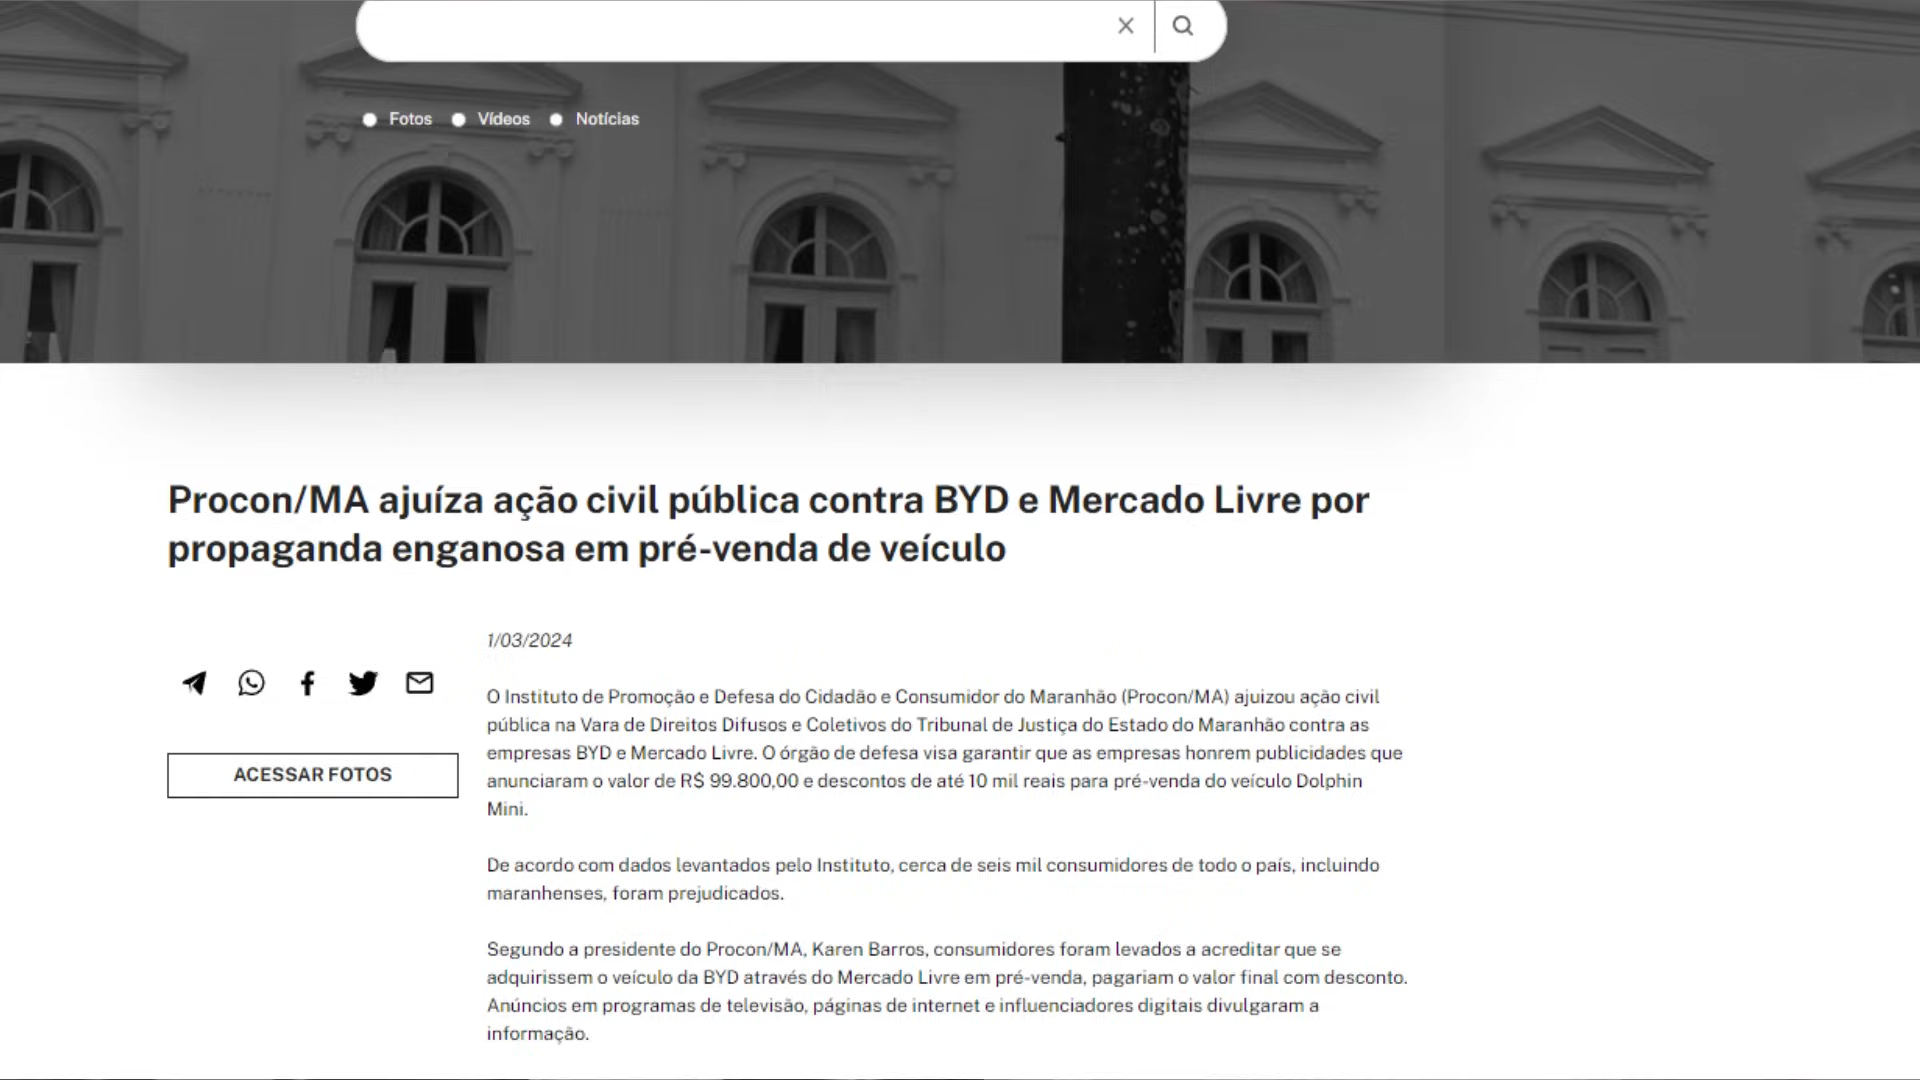 Fotos Vídeos Notícias
Procon/MA ajuíza ação civil pública contra BYD e Mercado Livre por
propaganda enganosa em pré-venda de veículo
1/03/2024
O Instituto de Promoção e Defesa do Cidadão e Consumidor do Maranhão (Procon/MA) ajuizou ação civil
pública na Vara de Direitos Difusos e Coletivos do Tribunal de Justiça do Estado do Maranhão contra as
empresas BYD e Mercado Livre. O órgão de defesa visa garantir que as empresas honrem publicidades que
anunciaram o valor de R$ 99.800,00 e descontos de até 10 mil reais para pré-venda do veículo Dolphin
Mini.
ACESSAR FOTOS
De acordo com dados levantados pelo Instituto, cerca de seis mil consumidores de todo o país, incluindo
maranhenses, foram prejudicados.
Segundo a presidente do Procon/MA, Karen Barros, consumidores foram levados a acreditar que se
adquirissem o veículo da BYD através do Mercado Livre em pré-venda, pagariam o valor final com desconto.
Anúncios em programas de televisão, páginas de internet e influenciadores digitais divulgaram a
informação.